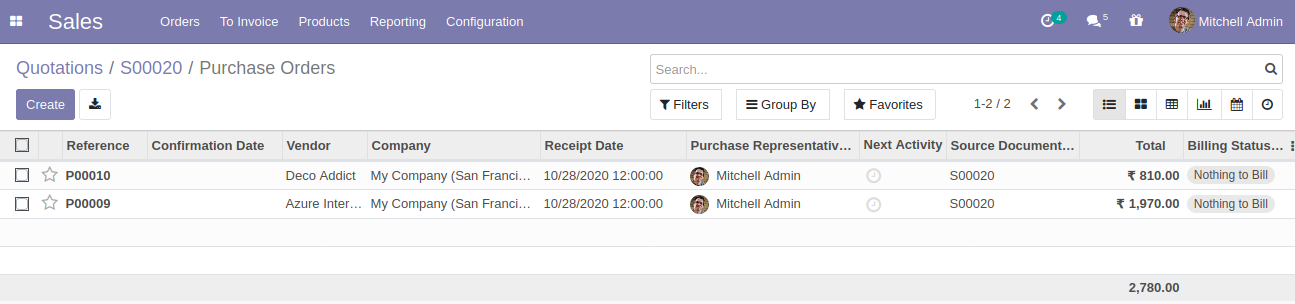 Sales Orders To Invoice Products Reporting Configuration 4 5 Mitchell Admin
Quotations / S00020 / Purchase Orders Search...
Create Filters Group By Favorites 1-2 / 2
Reference Confirmation Date Vendor Company Receipt Date Purchase Representativ... Next Activity Source Document... Total Billing Status...
P00010 Deco Addict My Company (San Franci... 10/28/2020 12:00:00 Mitchell Admin S00020 ₹ 810.00 Nothing to Bill
P00009 Azure Inter... My Company (San Franci... 10/28/2020 12:00:00 Mitchell Admin S00020 ₹ 1,970.00 Nothing to Bill
2,780.00